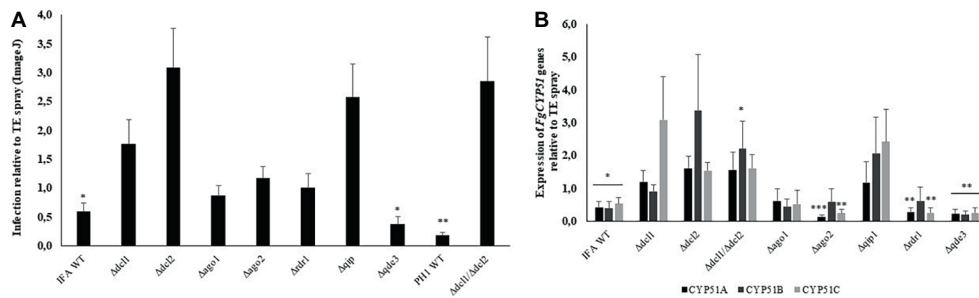 A
Infection relative to TE spray (ImageJ)
4,0
3,5
3,0
2,5
2,0
1,5
1,0
0,5
0,0
*
*
**
IFA WT
Δdcl1
Δdcl2
Δago1
Δago2
Δrdr1
Δqip
Δqde3
PH1 WT
Δdcl1/Δdcl2
B
Expression of FgCYP51 genes
relative to TE spray
6,0
5,0
4,0
3,0
2,0
1,0
0,0
*
*
***
**
**
**
**
IFA WT
Δdcl1
Δdcl2
Δdcl1/Δdcl2
Δago1
Δago2
Δqip1
Δrdr1
Δqde3
CYP51A CYP51B CYP51C